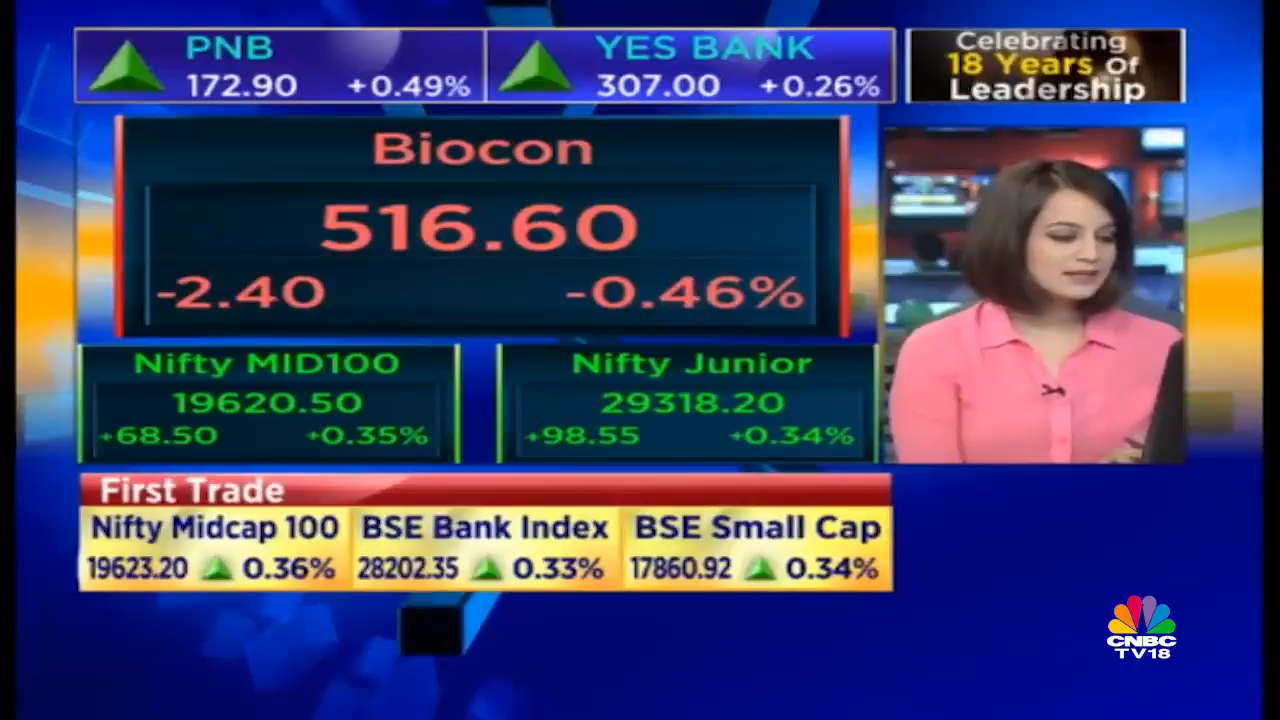 PNB
172.90 +0.49%
YES BANK
307.00 +0.26%
Celebrating
18 Years Of
Leadership
Biocon
516.60
-2.40 -0.46%
Nifty MID100
19620.50
+68.50 +0.35%
Nifty Junior
29318.20
+98.55 +0.34%
First Trade
Nifty Midcap 100
19623.20 0.36%
BSE Bank Index
28202.35 0.33%
BSE Small Cap
17860.92 0.34%
CNBC
TV18